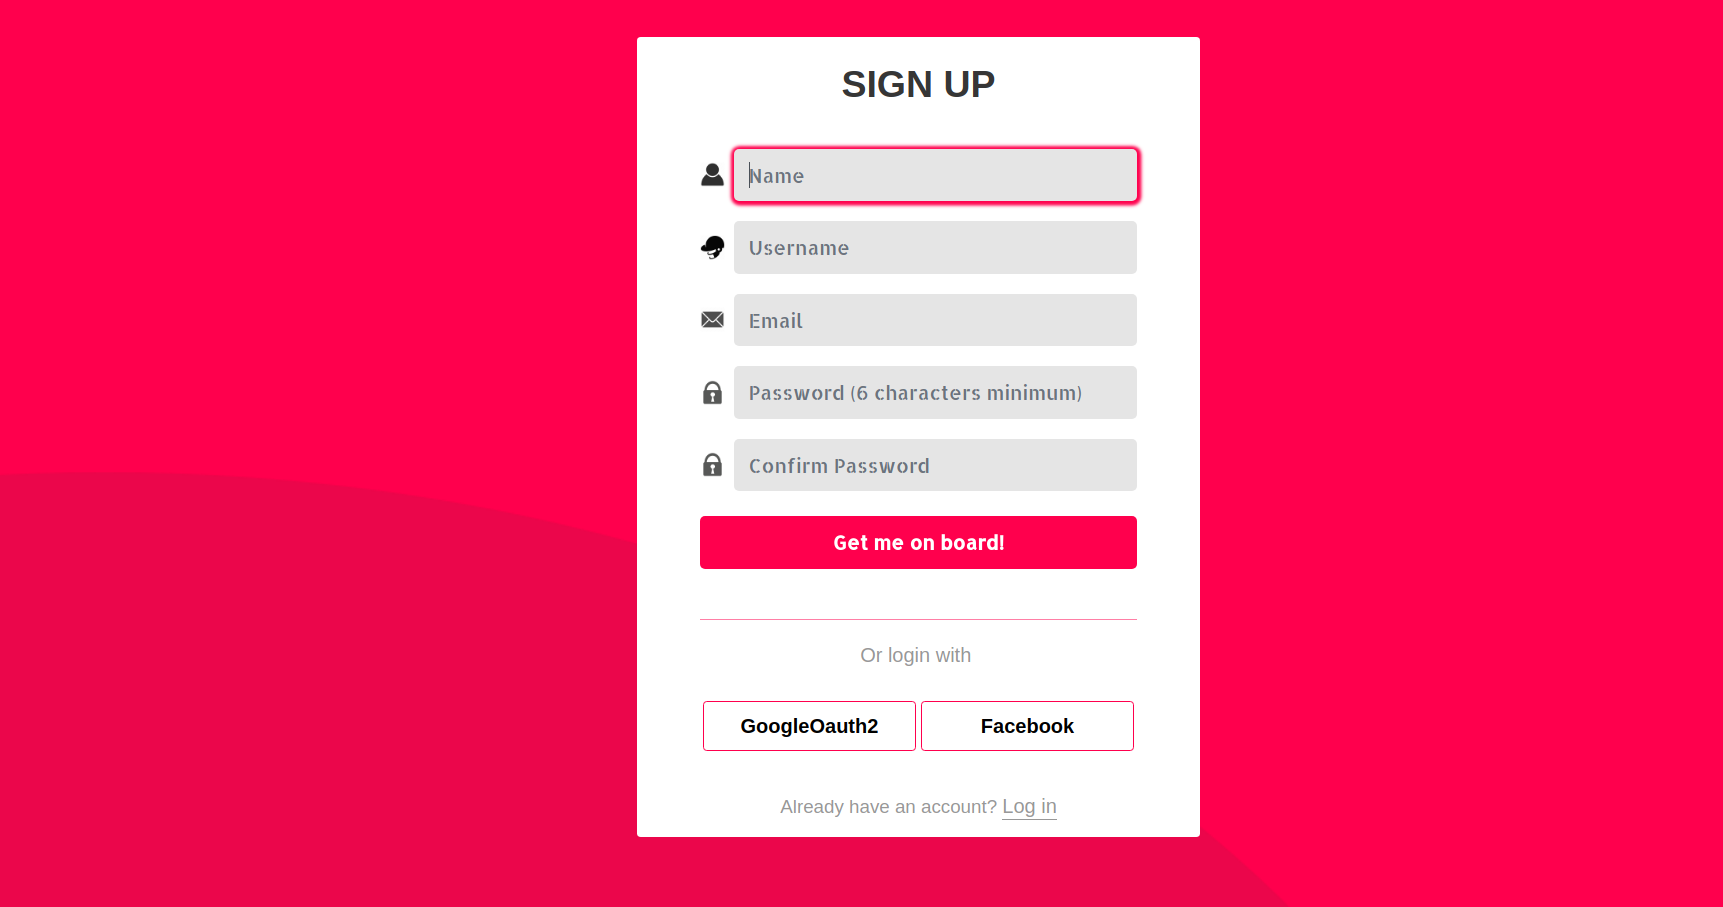 SIGN UP
Name
Username
Email
Password (6 characters minimum)
Confirm Password
Get me on board!
Or login with
GoogleOauth2 Facebook
Already have an account? Log in